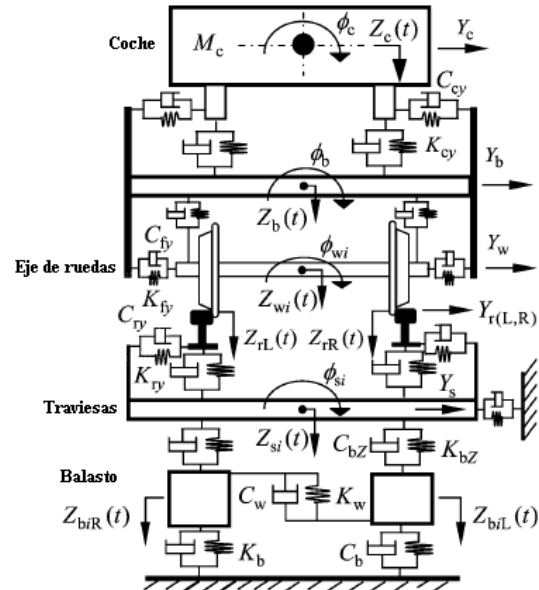 Coche M_c ϕ_c Z_c(t) Y_c
C_cy
K_cy
ϕ_b Y_b
Z_b(t)
C_fy ϕ_wi Y_w
Eje de ruedas
K_fy Z_wi(t) Y_r(L,R)
C_ry Z_rL(t) Z_rR(t)
K_ry ϕ_si Y_s
Traviesas
Z_si(t) C_bZ K_bZ
Balasto
Z_biR(t) C_w K_w Z_biL(t)
K_b C_b